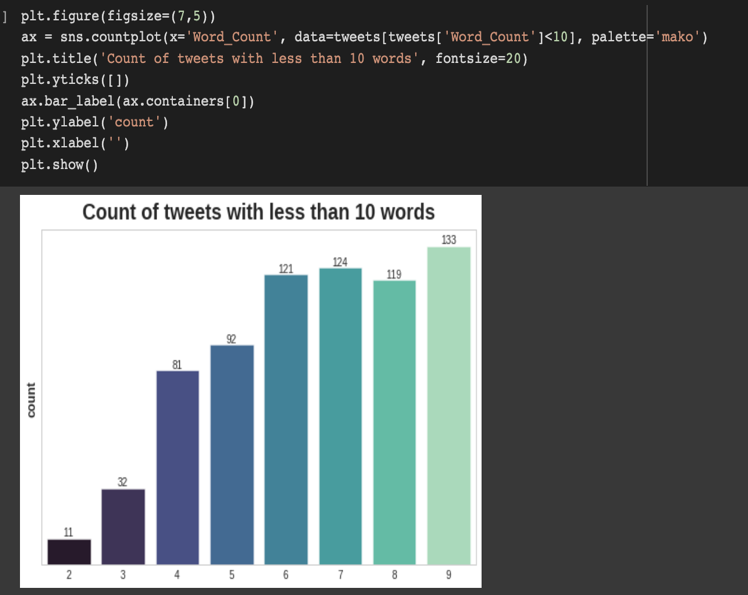 ] plt.figure(figsize=(7,5))
ax = sns.countplot(x='Word_Count', data=tweets[tweets['Word_Count']<10], palette='mako')
plt.title('Count of tweets with less than 10 words', fontsize=20)
plt.yticks([])
ax.bar_label(ax.containers[0])
plt.ylabel('count')
plt.xlabel('')
plt.show()
Count of tweets with less than 10 words
133
124
121
119
92
81
32
11
count
2 3 4 5 6 7 8 9